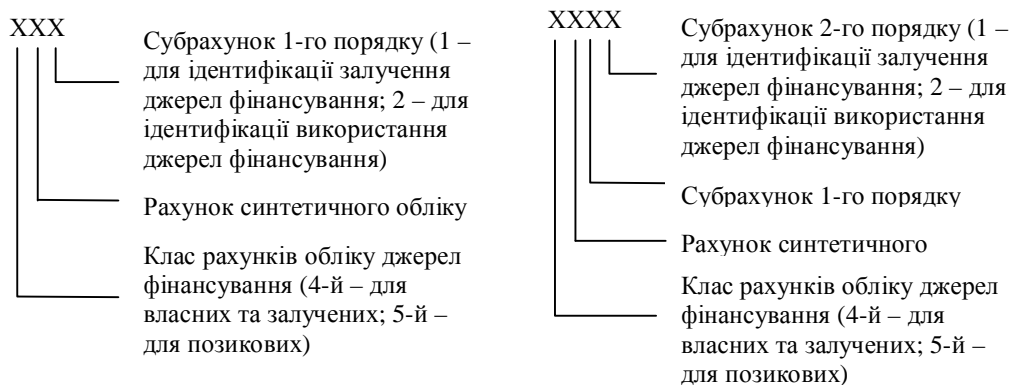 XXX
Субрахунок 1-го порядку (1 –
для ідентифікації залучення
джерел фінансування; 2 – для
ідентифікації використання
джерел фінансування)
Рахунок синтетичного обліку
Клас рахунків обліку джерел
фінансування (4-й – для
власних та залучених; 5-й –
для позикових)
XXXX
Субрахунок 2-го порядку (1 –
для ідентифікації залучення
джерел фінансування; 2 – для
ідентифікації використання
джерел фінансування)
Субрахунок 1-го порядку
Рахунок синтетичного
Клас рахунків обліку джерел
фінансування (4-й – для
власних та залучених; 5-й –
для позикових)